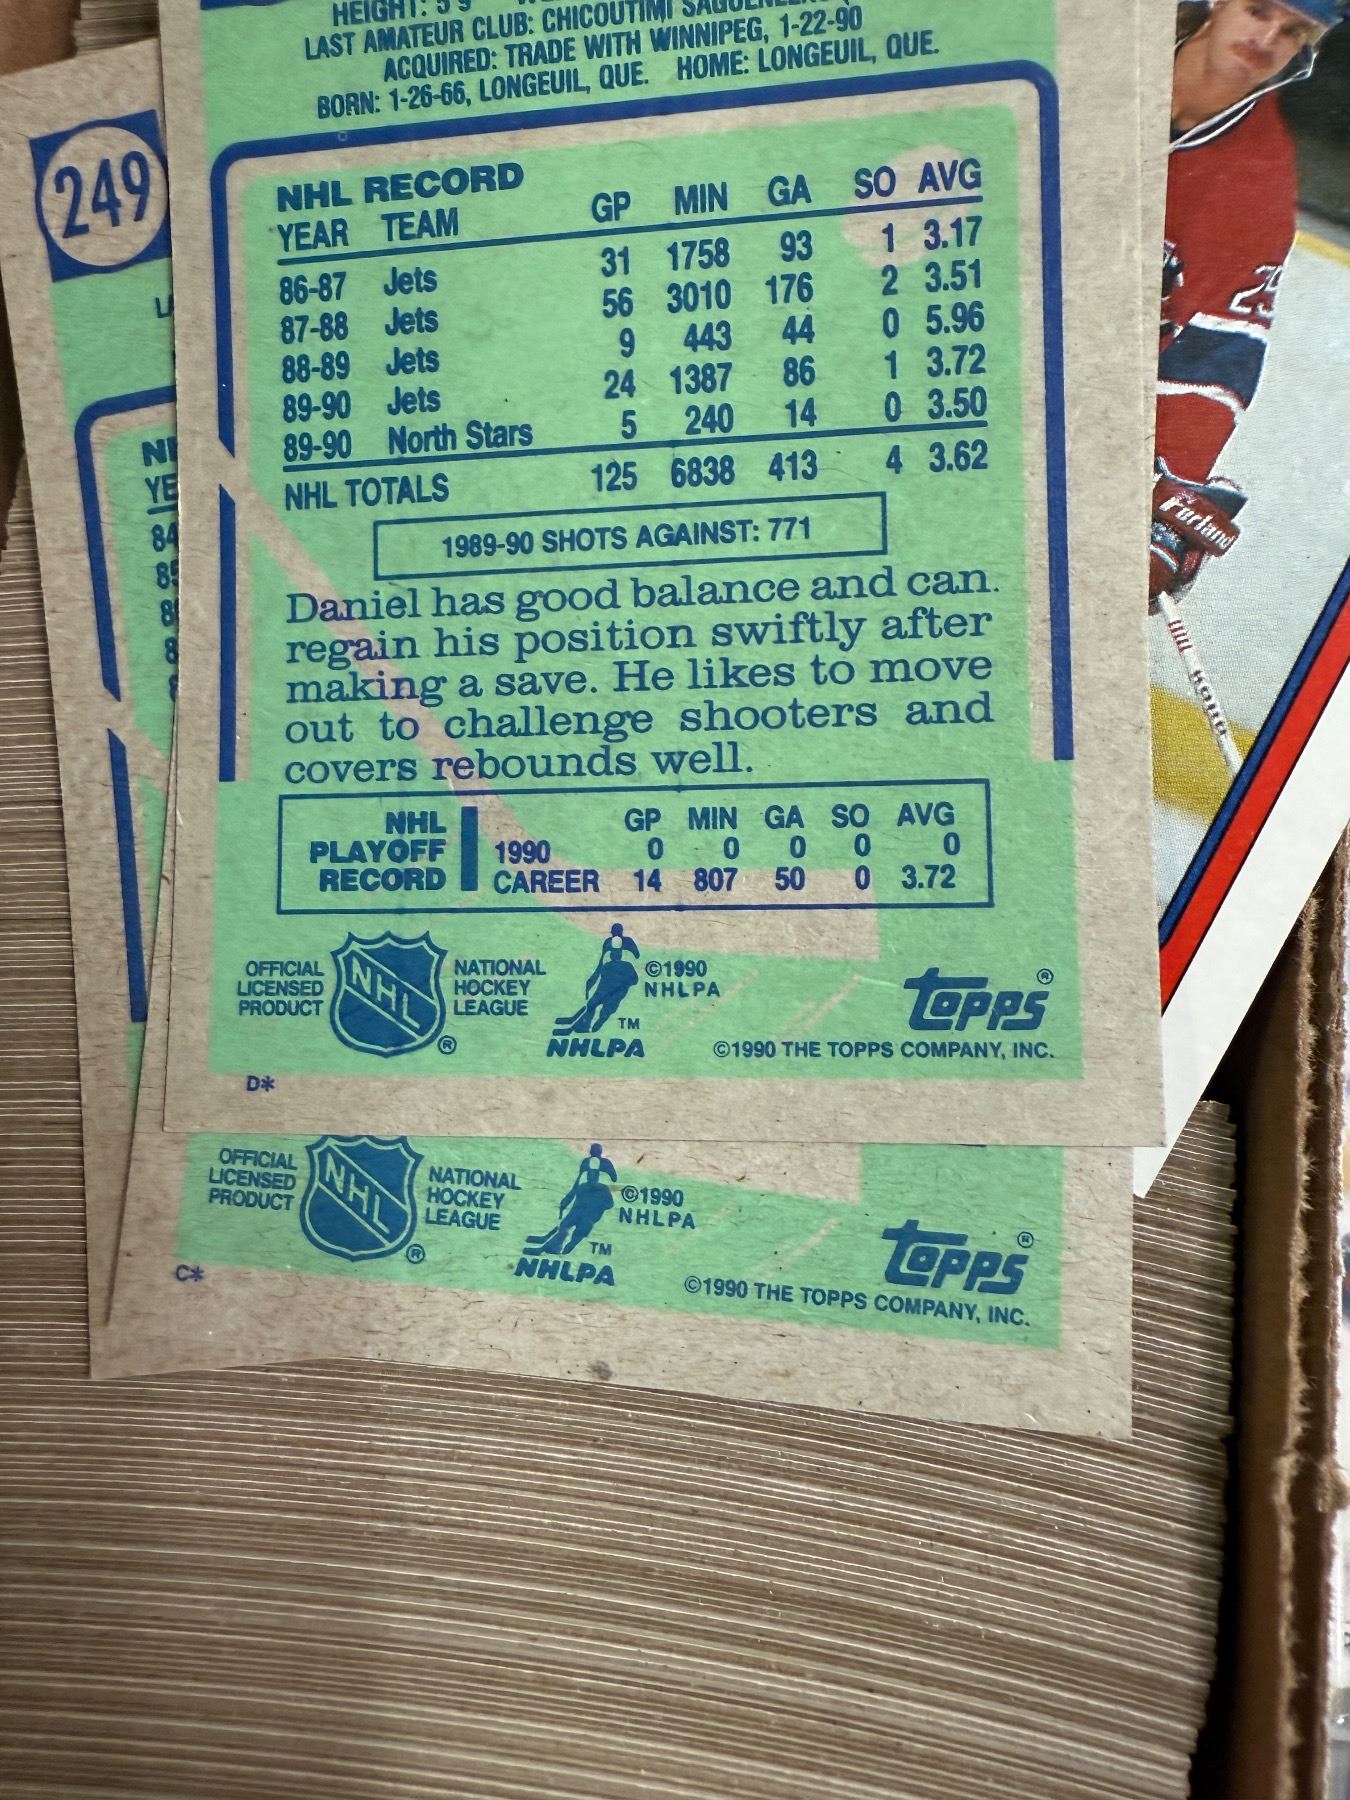 HEIGHT: 5'9"
LAST AMATEUR CLUB: CHICOUTIMI SAGUENEENS
ACQUIRED: TRADE WITH WINNIPEG, 1-22-90
BORN: 1-26-66, LONGEUIL, QUE. HOME: LONGEUIL, QUE.
NHL RECORD
YEAR TEAM GP MIN GA SO AVG
86-87 Jets 31 1758 93 1 3.17
87-88 Jets 56 3010 176 2 3.51
88-89 Jets 9 443 44 0 5.96
89-90 Jets 24 1387 86 1 3.72
89-90 North Stars 5 240 14 0 3.50
NHL TOTALS 125 6838 413 4 3.62
1989-90 SHOTS AGAINST: 771
Daniel has good balance and can.
regain his position swiftly after
making a save. He likes to move
out to challenge shooters and
covers rebounds well.
NHL PLAYOFF RECORD
GP MIN GA SO AVG
1990 0 0 0 0 0
CAREER 14 807 50 0 3.72
OFFICIAL
LICENSED
PRODUCT
NHL
®
NATIONAL
HOCKEY
LEAGUE
TM
NHLPA
©1990
NHLPA
TOPPS®
©1990 THE TOPPS COMPANY, INC.
D*
OFFICIAL
LICENSED
PRODUCT
NHL
®
NATIONAL
HOCKEY
LEAGUE
TM
NHLPA
©1990
NHLPA
TOPPS®
©1990 THE TOPPS COMPANY, INC.
C*
249
YE
84
Ferland